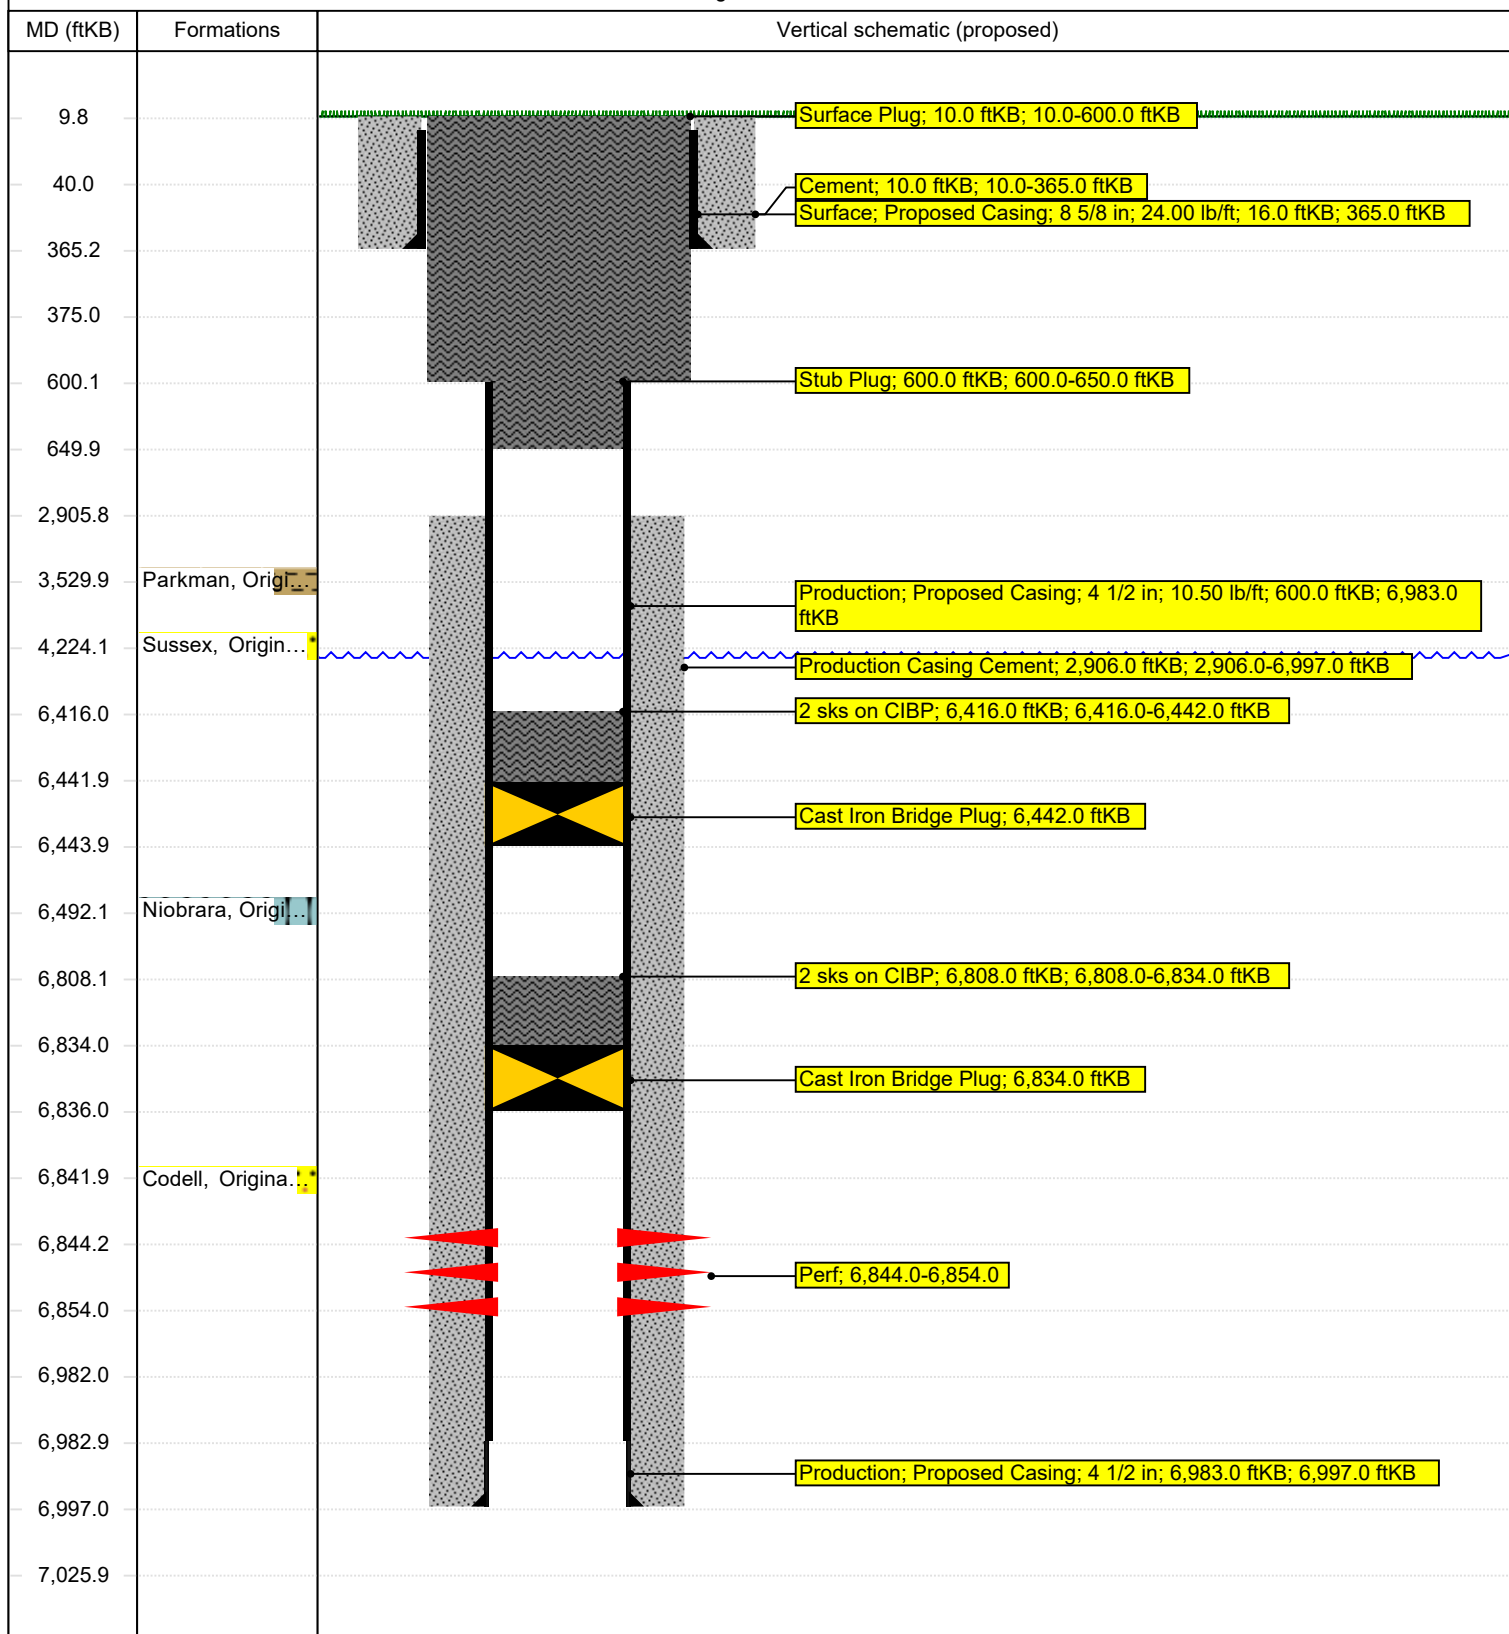 MD (ftKB)
Formations
Vertical schematic (proposed)
9.8
Surface Plug; 10.0 ftKB; 10.0-600.0 ftKB
40.0
Cement; 10.0 ftKB; 10.0-365.0 ftKB
Surface; Proposed Casing; 8 5/8 in; 24.00 lb/ft; 16.0 ftKB; 365.0 ftKB
365.2
375.0
600.1
Stub Plug; 600.0 ftKB; 600.0-650.0 ftKB
649.9
2,905.8
3,529.9
Parkman, Origi...
Production; Proposed Casing; 4 1/2 in; 10.50 lb/ft; 600.0 ftKB; 6,983.0
ftKB
4,224.1
Sussex, Origin...
Production Casing Cement; 2,906.0 ftKB; 2,906.0-6,997.0 ftKB
6,416.0
2 sks on CIBP; 6,416.0 ftKB; 6,416.0-6,442.0 ftKB
6,441.9
Cast Iron Bridge Plug; 6,442.0 ftKB
6,443.9
6,492.1
Niobrara, Origi...
6,808.1
2 sks on CIBP; 6,808.0 ftKB; 6,808.0-6,834.0 ftKB
6,834.0
Cast Iron Bridge Plug; 6,834.0 ftKB
6,836.0
6,841.9
Codell, Origina...
6,844.2
Perf; 6,844.0-6,854.0
6,854.0
6,982.0
6,982.9
Production; Proposed Casing; 4 1/2 in; 6,983.0 ftKB; 6,997.0 ftKB
6,997.0
7,025.9